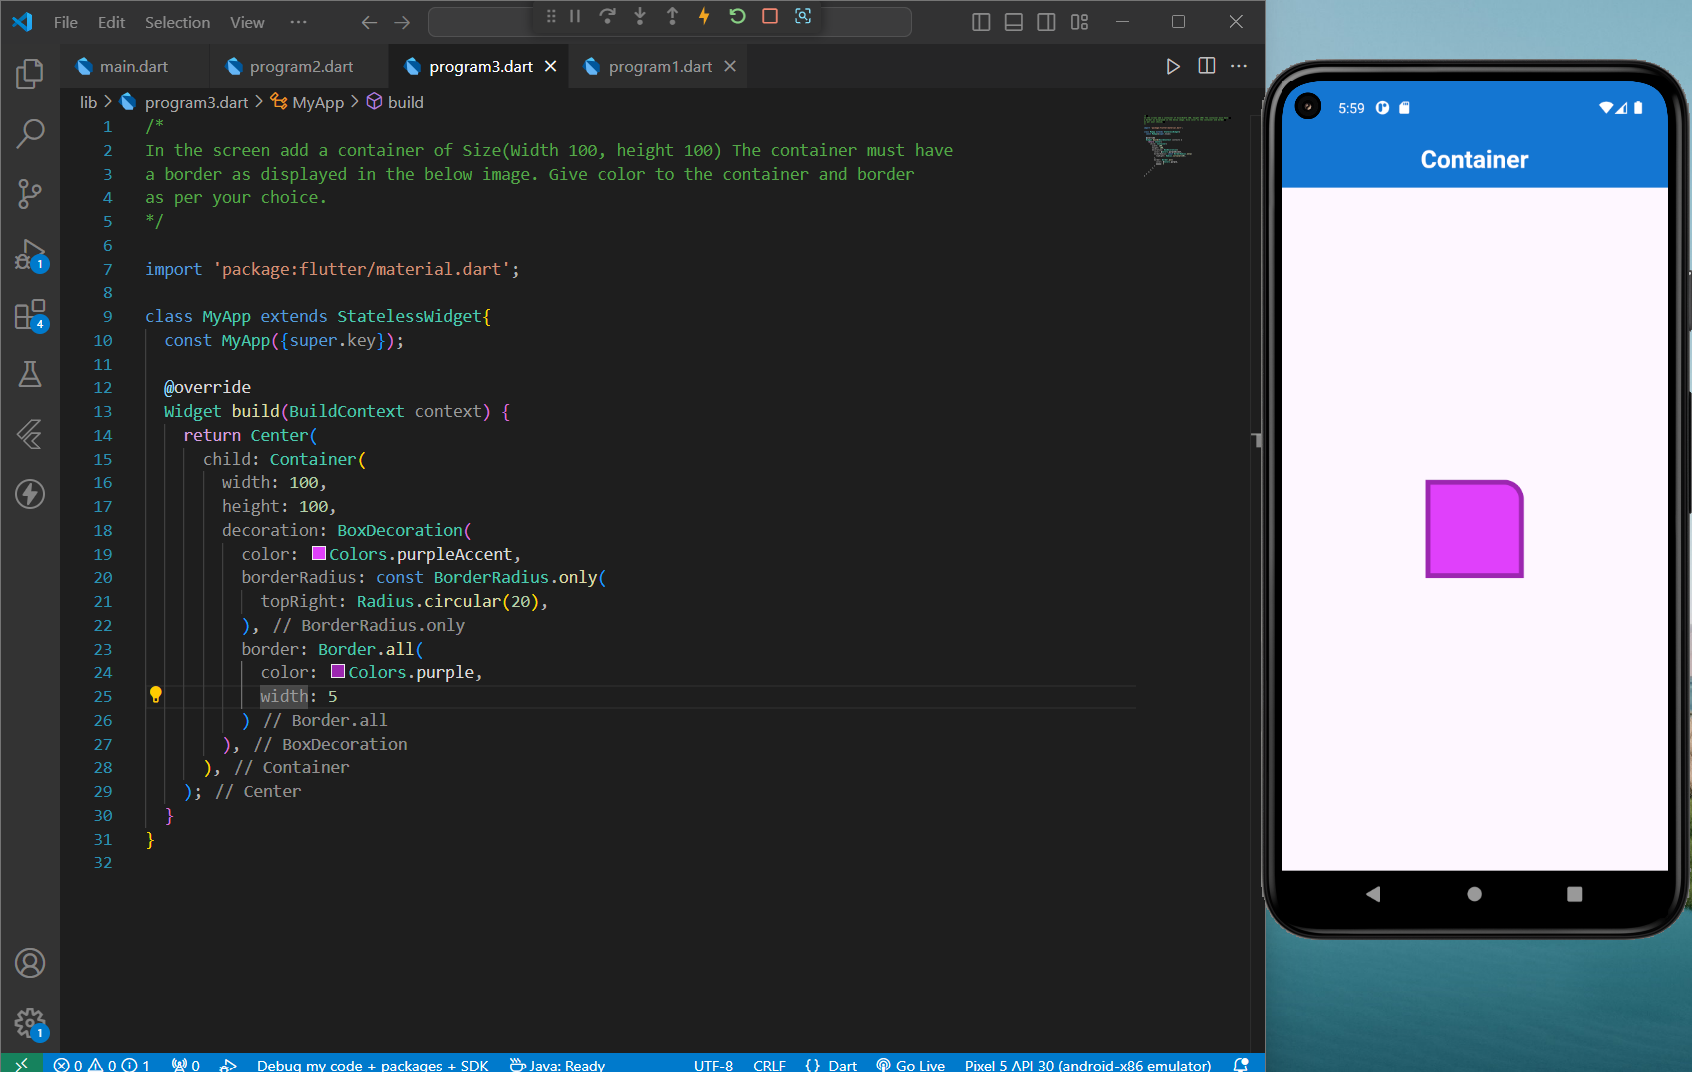 File Edit Selection View ···
main.dart program2.dart program3.dart program1.dart
lib > program3.dart > MyApp > build
1 /*
2 In the screen add a container of Size(Width 100, height 100) The container must have
3 a border as displayed in the below image. Give color to the container and border
4 as per your choice.
5 */
6
7 import 'package:flutter/material.dart';
8
9 class MyApp extends StatelessWidget{
10 const MyApp({super.key});
11
12 @override
13 Widget build(BuildContext context) {
14 return Center(
15 child: Container(
16 width: 100,
17 height: 100,
18 decoration: BoxDecoration(
19 color: Colors.purpleAccent,
20 borderRadius: const BorderRadius.only(
21 topRight: Radius.circular(20),
22 ), // BorderRadius.only
23 border: Border.all(
24 color: Colors.purple,
25 width: 5
26 ) // Border.all
27 ), // BoxDecoration
28 ), // Container
29 ); // Center
30 }
31 }
32
1
4
1
0 0 1 0 Debug my code + packages + SDK Java: Ready UTF-8 CRLF {} Dart Go Live Pixel 5 API 30 (android-x86 emulator)
5:59
Container